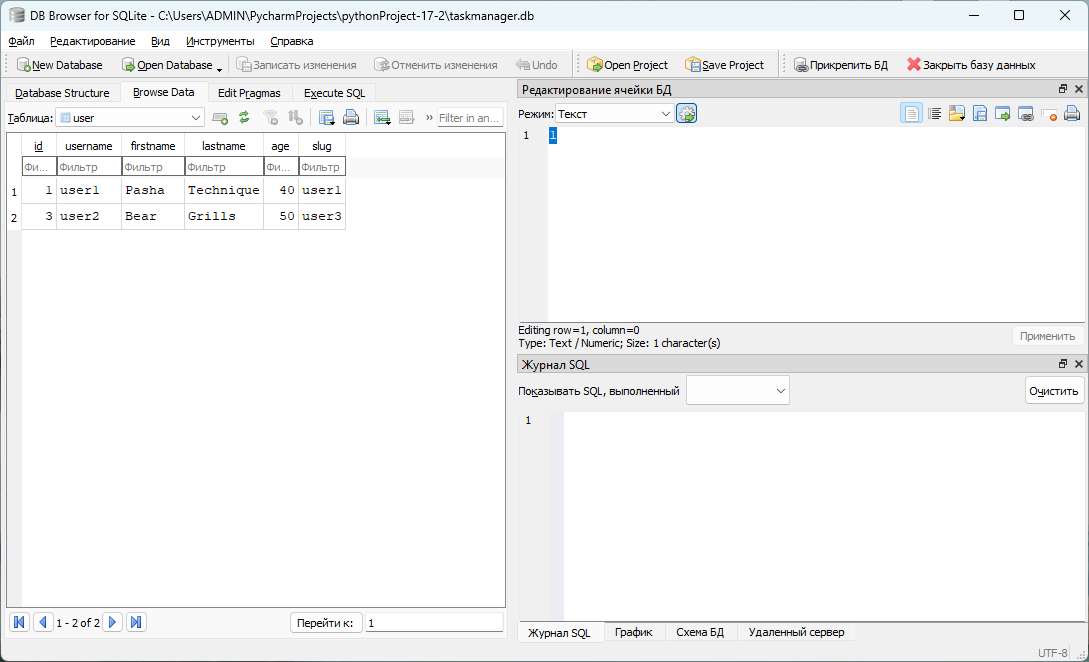 DB Browser for SQLite - C:\Users\ADMIN\PycharmProjects\pythonProject-17-2\taskmanager.db
Файл Редактирование Вид Инструменты Справка
New Database Open Database Записать изменения Отменить изменения Undo Open Project Save Project Прикрепить БД Закрыть базу данных
Database Structure Browse Data Edit Pragmas Execute SQL
Таблица: user » Filter in an...
id username firstname lastname age slug
Фи... Фильтр Фильтр Фильтр Фи... Фильтр
1 1 user1 Pasha Technique 40 user1
2 3 user2 Bear Grills 50 user3
1 - 2 of 2 Перейти к: 1
Редактирование ячейки БД
Режим: Текст
1 1
Editing row=1, column=0
Type: Text / Numeric; Size: 1 character(s)
Применить
Журнал SQL
Показывать SQL, выполненный Очистить
1
Журнал SQL График Схема БД Удаленный сервер
UTF-8